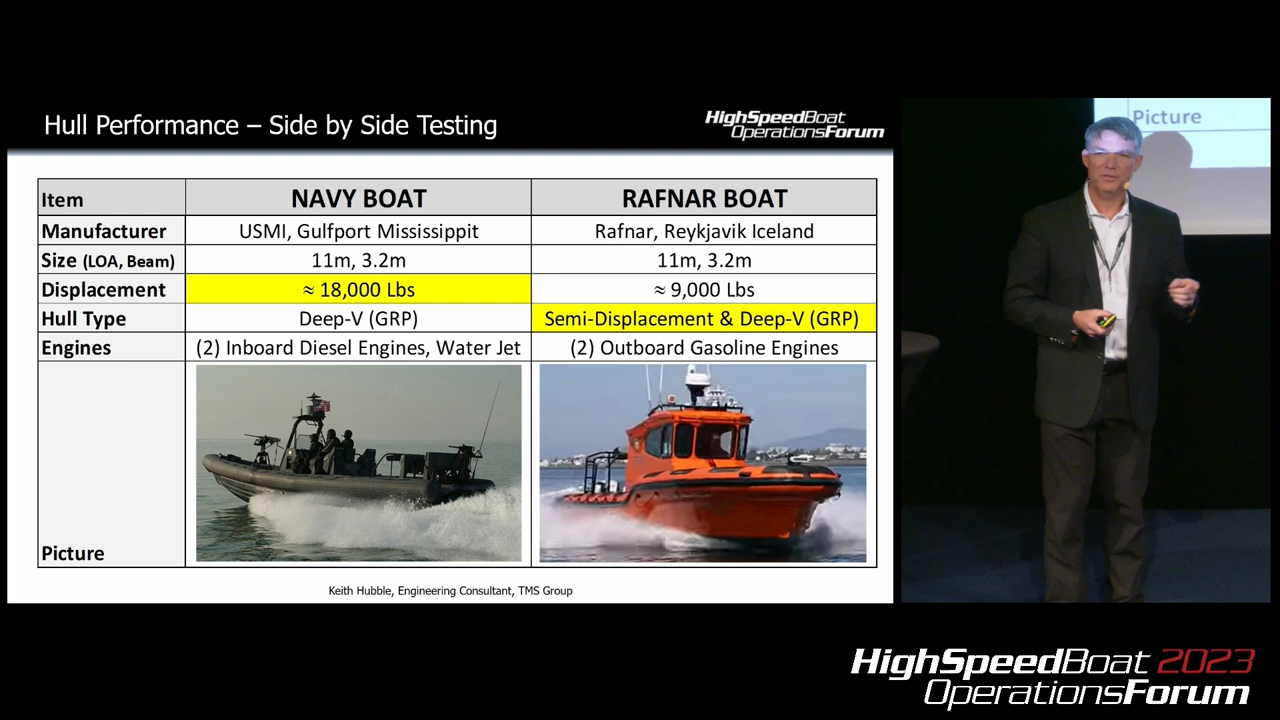 Hull Performance – Side by Side Testing
HighSpeedBoat
OperationsForum
Item
NAVY BOAT
RAFNAR BOAT
Manufacturer
USMI, Gulfport Mississippit
Rafnar, Reykjavik Iceland
Size (LOA, Beam)
11m, 3.2m
11m, 3.2m
Displacement
≈ 18,000 Lbs
≈ 9,000 Lbs
Hull Type
Deep-V (GRP)
Semi-Displacement & Deep-V (GRP)
Engines
(2) Inboard Diesel Engines, Water Jet
(2) Outboard Gasoline Engines
Picture
Keith Hubble, Engineering Consultant, TMS Group
Picture
HighSpeedBoat 2023
OperationsForum